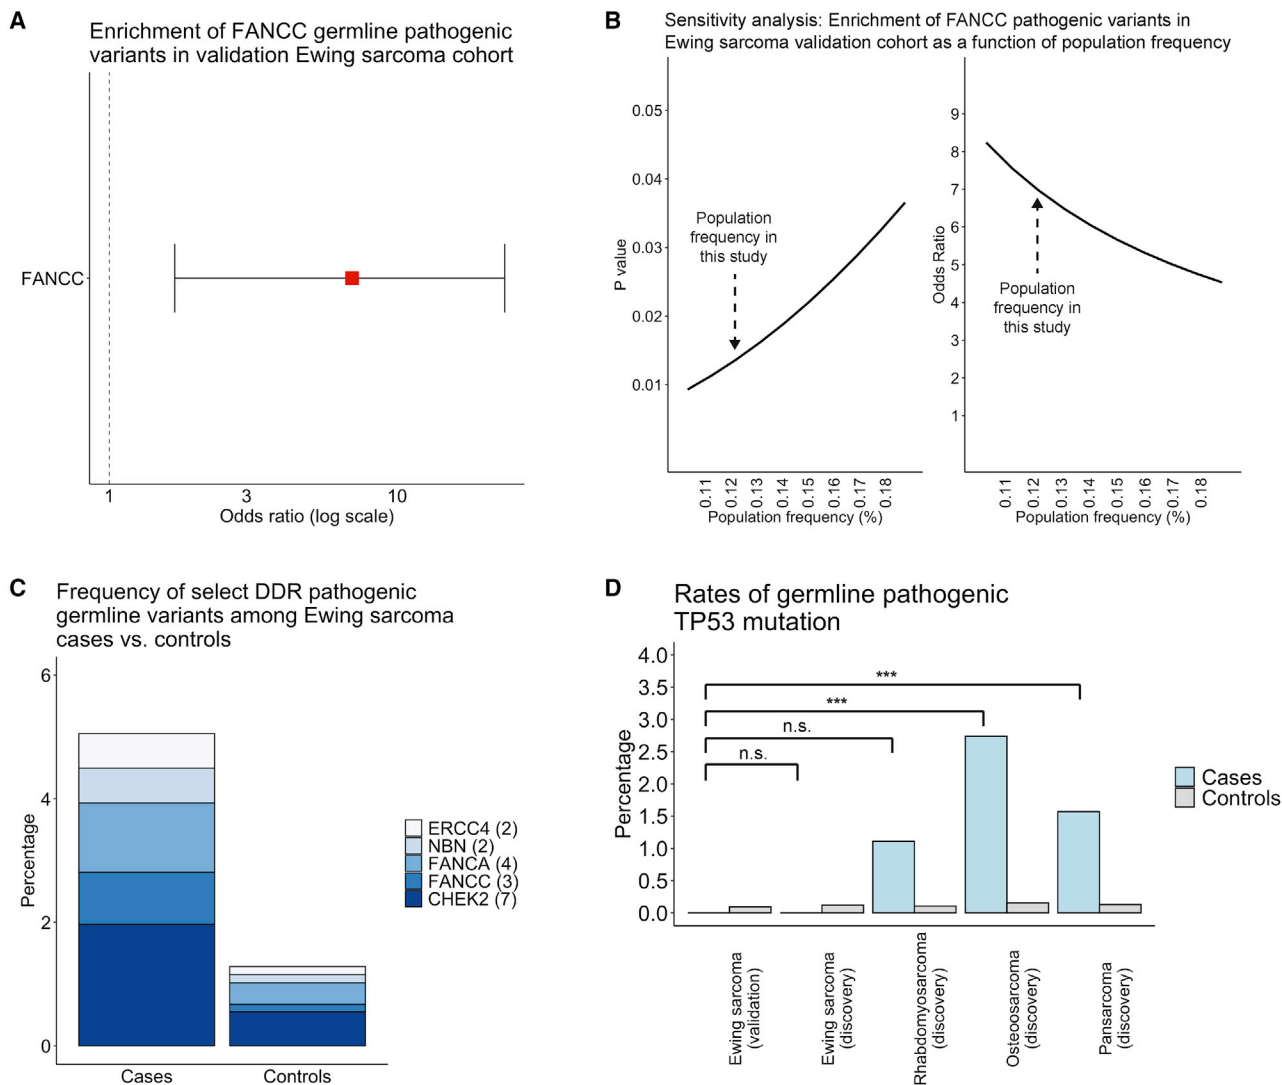 A
Enrichment of FANCC germline pathogenic
variants in validation Ewing sarcoma cohort
FANCC
1
3
10
Odds ratio (log scale)
B
Sensitivity analysis: Enrichment of FANCC pathogenic variants in
Ewing sarcoma validation cohort as a function of population frequency
0.05
0.04
0.03
0.02
0.01
P value
Population
frequency in
this study
0.11
0.12
0.13
0.14
0.15
0.16
0.17
0.18
Population frequency (%)
9
8
7
6
5
4
3
2
1
Odds Ratio
Population
frequency in
this study
0.11
0.12
0.13
0.14
0.15
0.16
0.17
0.18
Population frequency (%)
C
Frequency of select DDR pathogenic
germline variants among Ewing sarcoma
cases vs. controls
6
4
2
0
Percentage
Cases
Controls
ERCC4 (2)
NBN (2)
FANCA (4)
FANCC (3)
CHEK2 (7)
D
Rates of germline pathogenic
TP53 mutation
4.0
3.5
3.0
2.5
2.0
1.5
1.0
0.5
0.0
Percentage
***
***
n.s.
n.s.
Ewing sarcoma
(validation)
Ewing sarcoma
(discovery)
Rhabdomyosarcoma
(discovery)
Osteoosarcoma
(discovery)
Pansarcoma
(discovery)
Cases
Controls